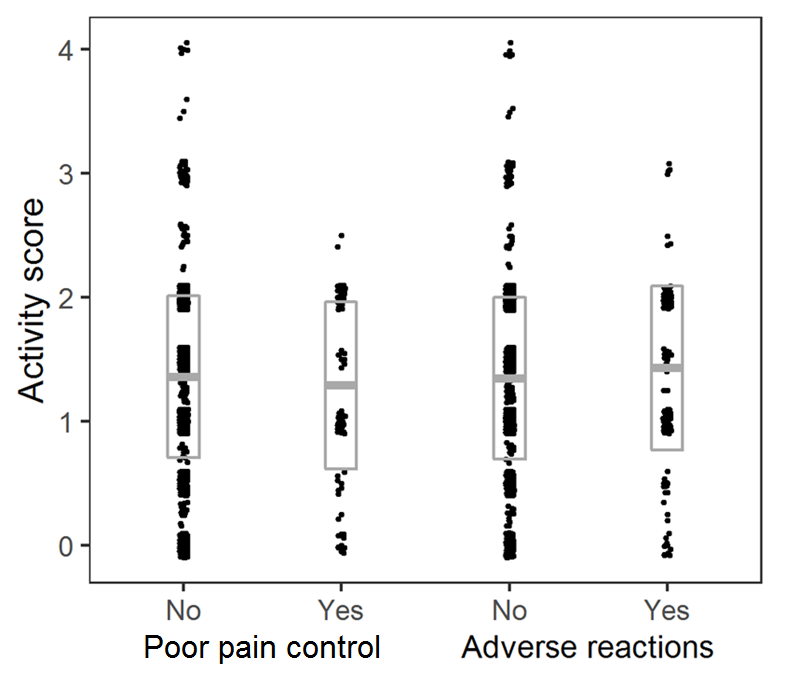 Activity score
4
3
2
1
0
No Yes No Yes
Poor pain control Adverse reactions